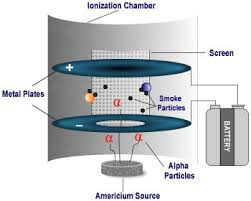 Ionization Chamber
Screen
+
Metal Plates
α
Smoke
Particles
–
α
α
BATTERY
Alpha
Particles
Americium Source